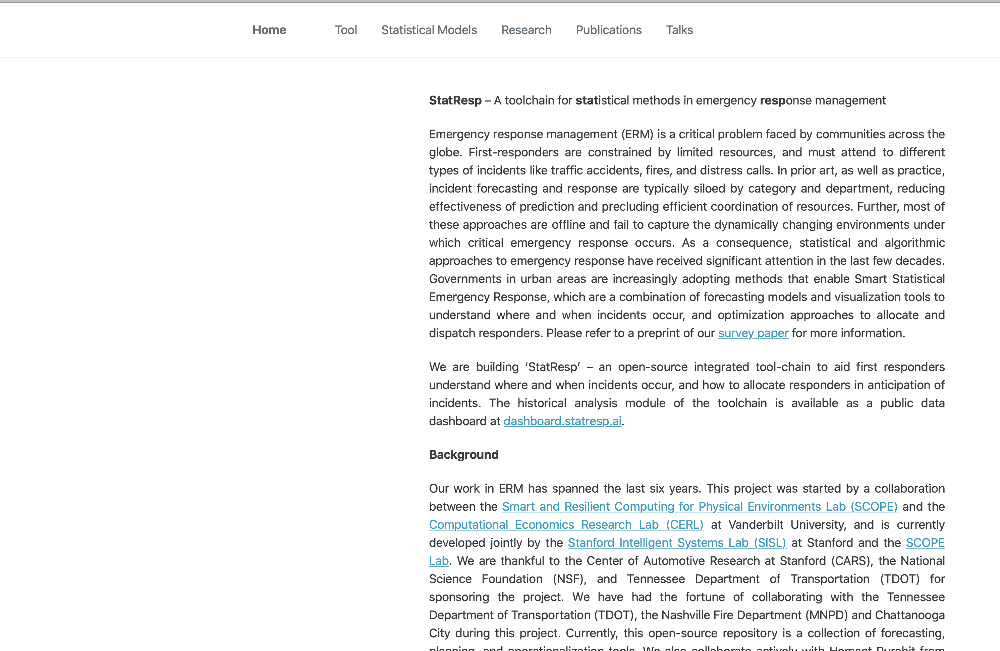 Home Tool Statistical Models Research Publications Talks
StatResp – A toolchain for statistical methods in emergency response management
Emergency response management (ERM) is a critical problem faced by communities across the
globe. First-responders are constrained by limited resources, and must attend to different
types of incidents like traffic accidents, fires, and distress calls. In prior art, as well as practice,
incident forecasting and response are typically siloed by category and department, reducing
effectiveness of prediction and precluding efficient coordination of resources. Further, most of
these approaches are offline and fail to capture the dynamically changing environments under
which critical emergency response occurs. As a consequence, statistical and algorithmic
approaches to emergency response have received significant attention in the last few decades.
Governments in urban areas are increasingly adopting methods that enable Smart Statistical
Emergency Response, which are a combination of forecasting models and visualization tools to
understand where and when incidents occur, and optimization approaches to allocate and
dispatch responders. Please refer to a preprint of our survey paper for more information.
We are building ‘StatResp’ – an open-source integrated tool-chain to aid first responders
understand where and when incidents occur, and how to allocate responders in anticipation of
incidents. The historical analysis module of the toolchain is available as a public data
dashboard at dashboard.statresp.ai.
Background
Our work in ERM has spanned the last six years. This project was started by a collaboration
between the Smart and Resilient Computing for Physical Environments Lab (SCOPE) and the
Computational Economics Research Lab (CERL) at Vanderbilt University, and is currently
developed jointly by the Stanford Intelligent Systems Lab (SISL) at Stanford and the SCOPE
Lab. We are thankful to the Center of Automotive Research at Stanford (CARS), the National
Science Foundation (NSF), and Tennessee Department of Transportation (TDOT) for
sponsoring the project. We have had the fortune of collaborating with the Tennessee
Department of Transportation (TDOT), the Nashville Fire Department (MNPD) and Chattanooga
City during this project. Currently, this open-source repository is a collection of forecasting,
planning, and operationalization tools. We also collaborate actively with Hemant Purohit from